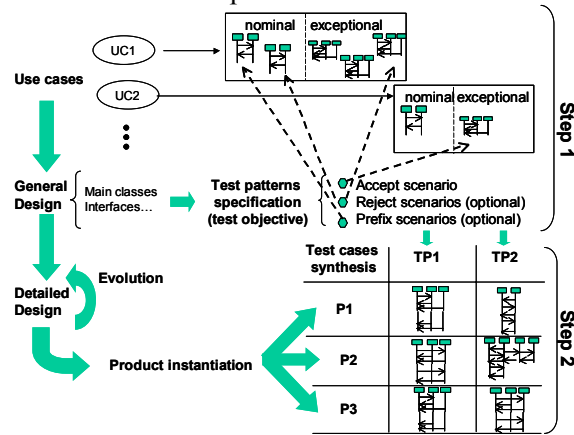 nominal exceptional
UC1
Use cases
UC2
nominal exceptional
Step 1
General
Design
Main classes
Interfaces…
Test patterns
specification
(test objective)
Accept scenario
Reject scenarios (optional)
Prefix scenarios (optional)
Test cases
synthesis
TP1
TP2
Evolution
Detailed
Design
P1
Product instantiation
P2
P3
Step 2